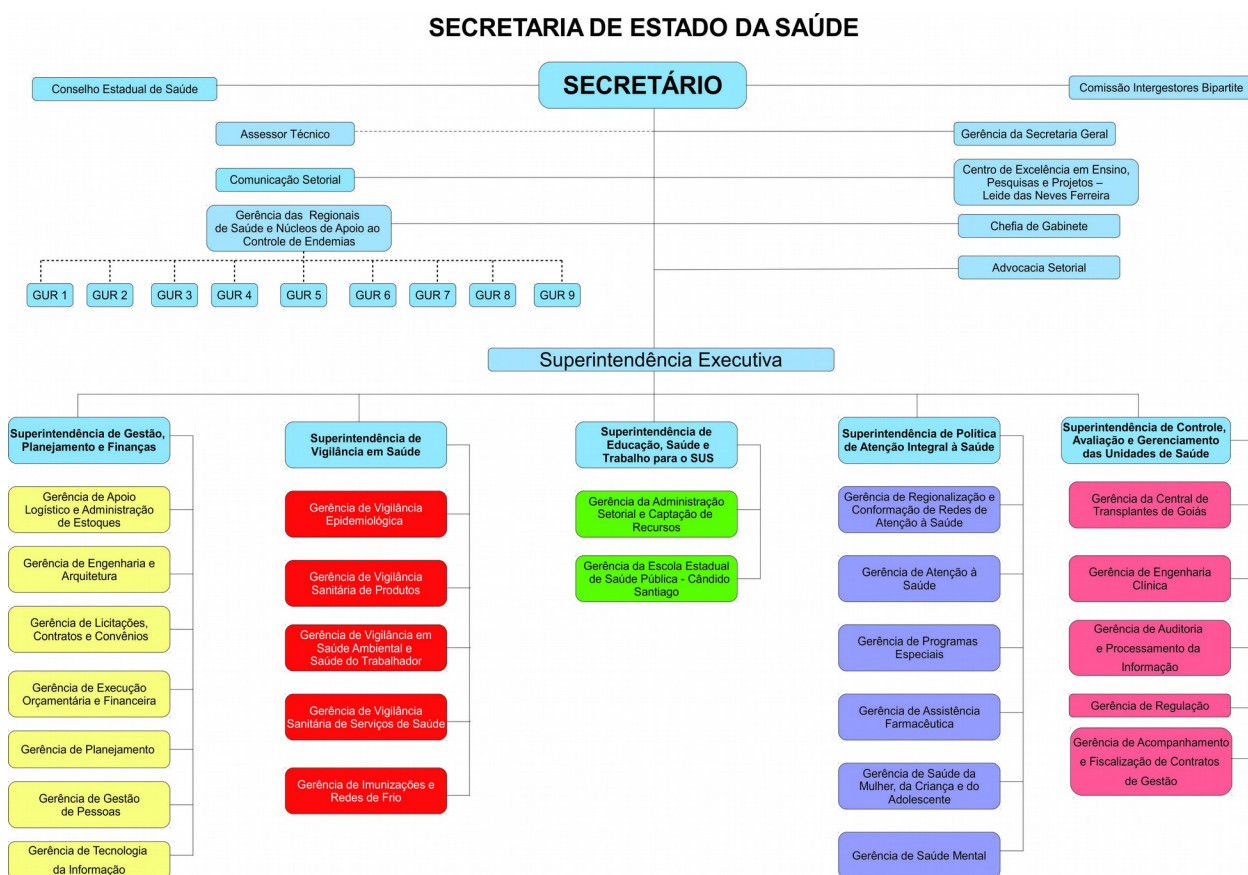 SECRETARIA DE ESTADO DA SAÚDE
Conselho Estadual de Saúde
SECRETÁRIO
Comissão Intergestores Bipartite
Assessor Técnico
Gerência da Secretaria Geral
Comunicação Setorial
Centro de Excelência em Ensino,
Pesquisas e Projetos –
Leide das Neves Ferreira
Gerência das Regionais
de Saúde e Núcleos de Apoio ao
Controle de Endemias
Chefia de Gabinete
Advocacia Setorial
GUR 1
GUR 2
GUR 3
GUR 4
GUR 5
GUR 6
GUR 7
GUR 8
GUR 9
Superintendência Executiva
Superintendência de Gestão,
Planejamento e Finanças
Gerência de Apoio
Logístico e Administração
de Estoques
Gerência de Engenharia e
Arquitetura
Gerência de Licitações,
Contratos e Convênios
Gerência de Execução
Orçamentária e Financeira
Gerência de Planejamento
Gerência de Gestão
de Pessoas
Gerência de Tecnologia
da Informação
Superintendência de
Vigilância em Saúde
Gerência de Vigilância
Epidemiológica
Gerência de Vigilância
Sanitária de Produtos
Gerência de Vigilância em
Saúde Ambiental e
Saúde do Trabalhador
Gerência de Vigilância
Sanitária de Serviços de Saúde
Gerência de Imunizações e
Redes de Frio
Superintendência de
Educação, Saúde e
Trabalho para o SUS
Gerência da Administração
Setorial e Captação de
Recursos
Gerência da Escola Estadual
de Saúde Pública - Cândido
Santiago
Superintendência de Política
de Atenção Integral à Saúde
Gerência de Regionalização e
Conformação de Redes de
Atenção à Saúde
Gerência de Atenção à
Saúde
Gerência de Programas
Especiais
Gerência de Assistência
Farmacêutica
Gerência de Saúde da
Mulher, da Criança e do
Adolescente
Gerência de Saúde Mental
Superintendência de Controle,
Avaliação e Gerenciamento
das Unidades de Saúde
Gerência da Central de
Transplantes de Goiás
Gerência de Engenharia
Clínica
Gerência de Auditoria
e Processamento da
Informação
Gerência de Regulação
Gerência de Acompanhamento
e Fiscalização de Contratos
de Gestão